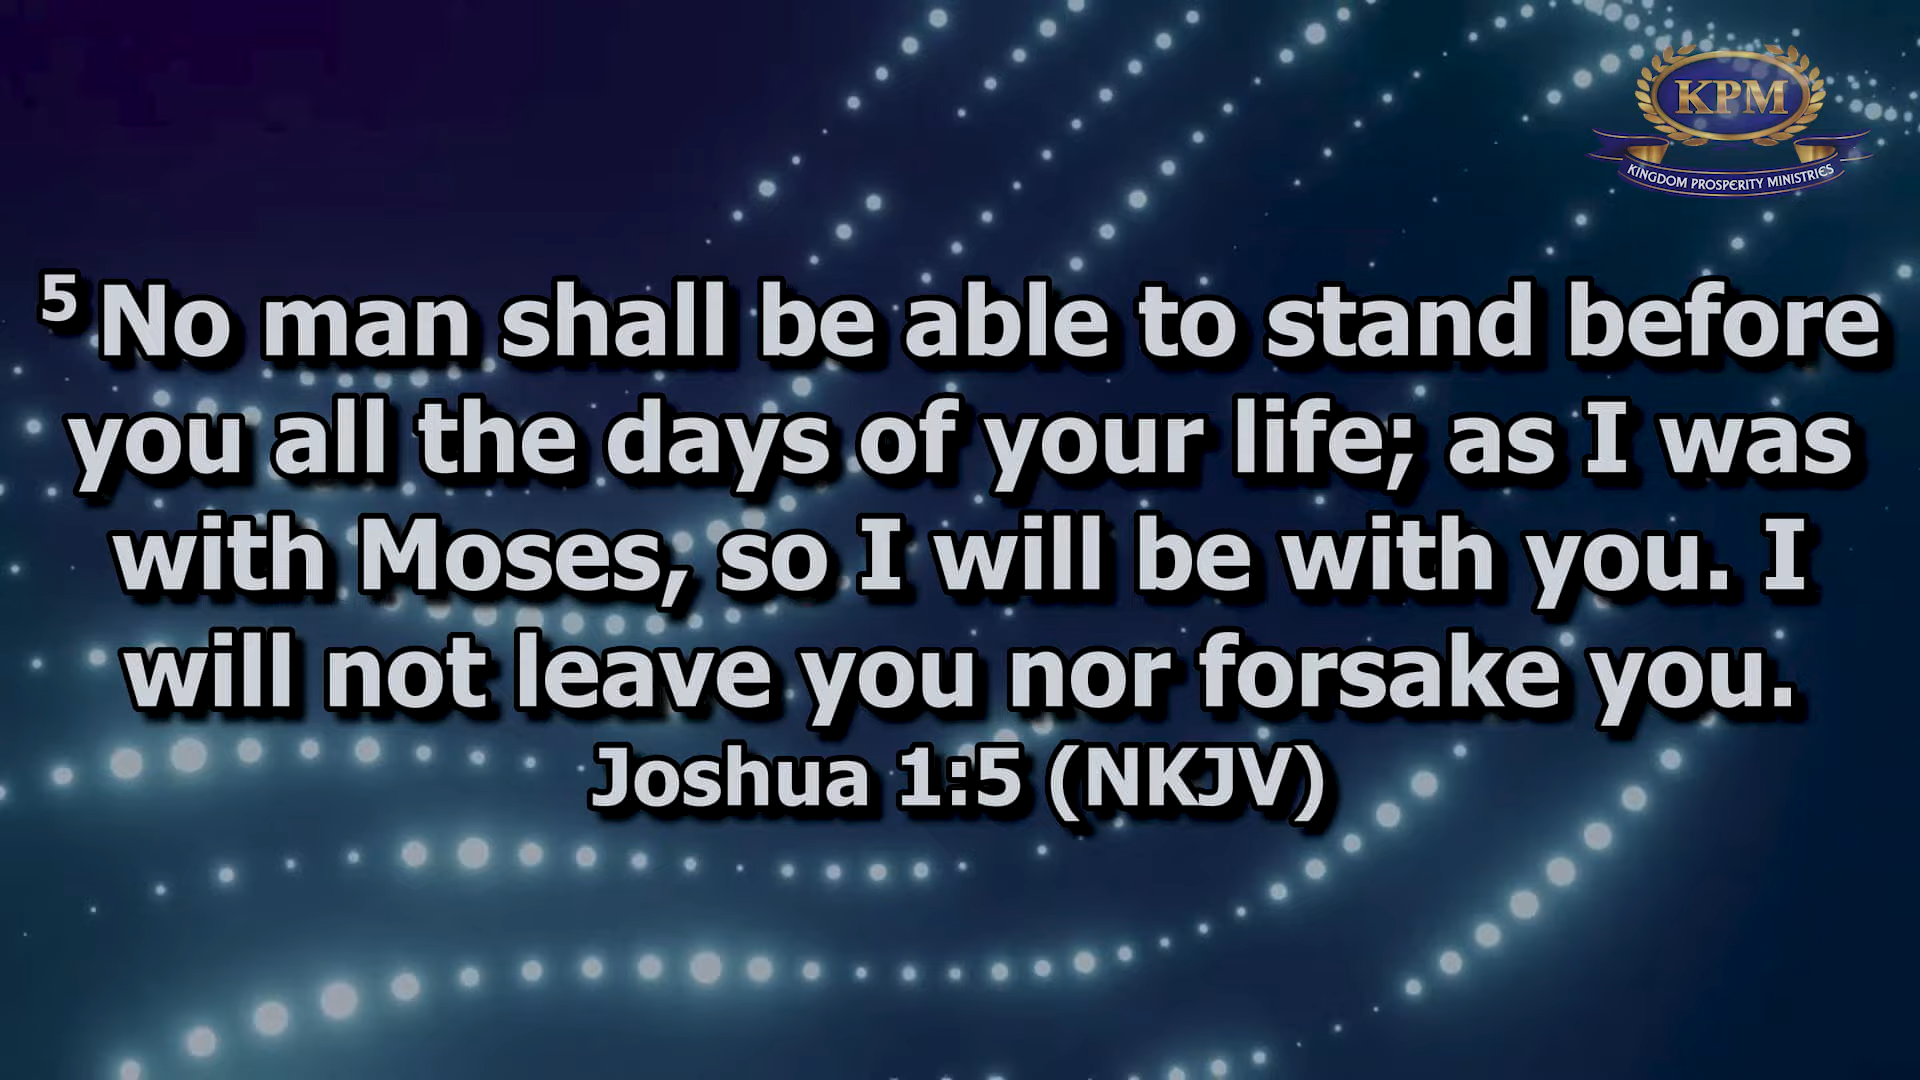 KPM
KINGDOM PROSPERITY MINISTRIES
5 No man shall be able to stand before
you all the days of your life; as I was
with Moses, so I will be with you. I
will not leave you nor forsake you.
Joshua 1:5 (NKJV)